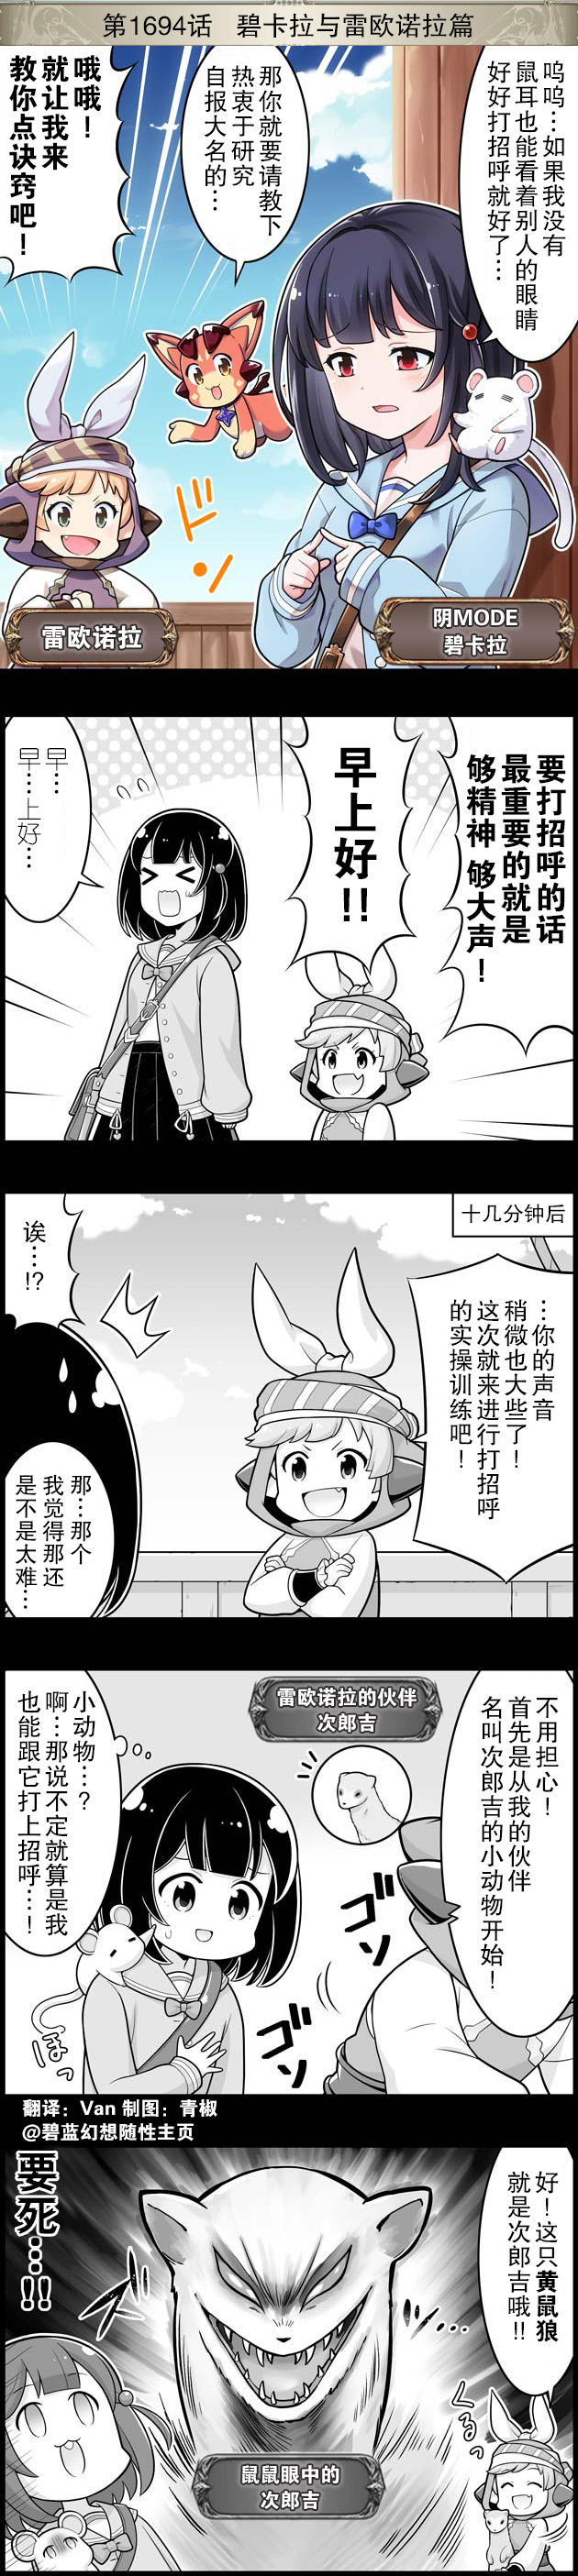 第1694话　碧卡拉与雷欧诺拉篇
呜呜…如果我没有
鼠耳也能看着别人的眼睛
好好打招呼就好了…
那你就要请教下
热衷于研究
自报大名的…
哦哦！
就让我来
教你点诀窍吧！
ドン
雷欧诺拉
阴MODE
碧卡拉
要打招呼的话
最重要的就是
够精神 够大声！
早上好!!
早…
早…上好…
十几分钟后
…你的声音
稍微也大些了！
这次就来进行打招呼
的实操训练吧！
诶…!?
那…那个
我觉得那还
是不是太难…
不用担心！
首先是从我的伙伴
名叫次郎吉的小动物开始！
雷欧诺拉的伙伴
次郎吉
ゴソ
ゴソ
小动物…?
啊…那说不定就算是我
也能跟它打上招呼…！
ほっ
翻译：Van 制图：青椒
@碧蓝幻想随性主页
好！这只黄鼠狼
就是次郎吉哦!!
要死…!!
い…
くるっ
鼠鼠眼中的
次郎吉